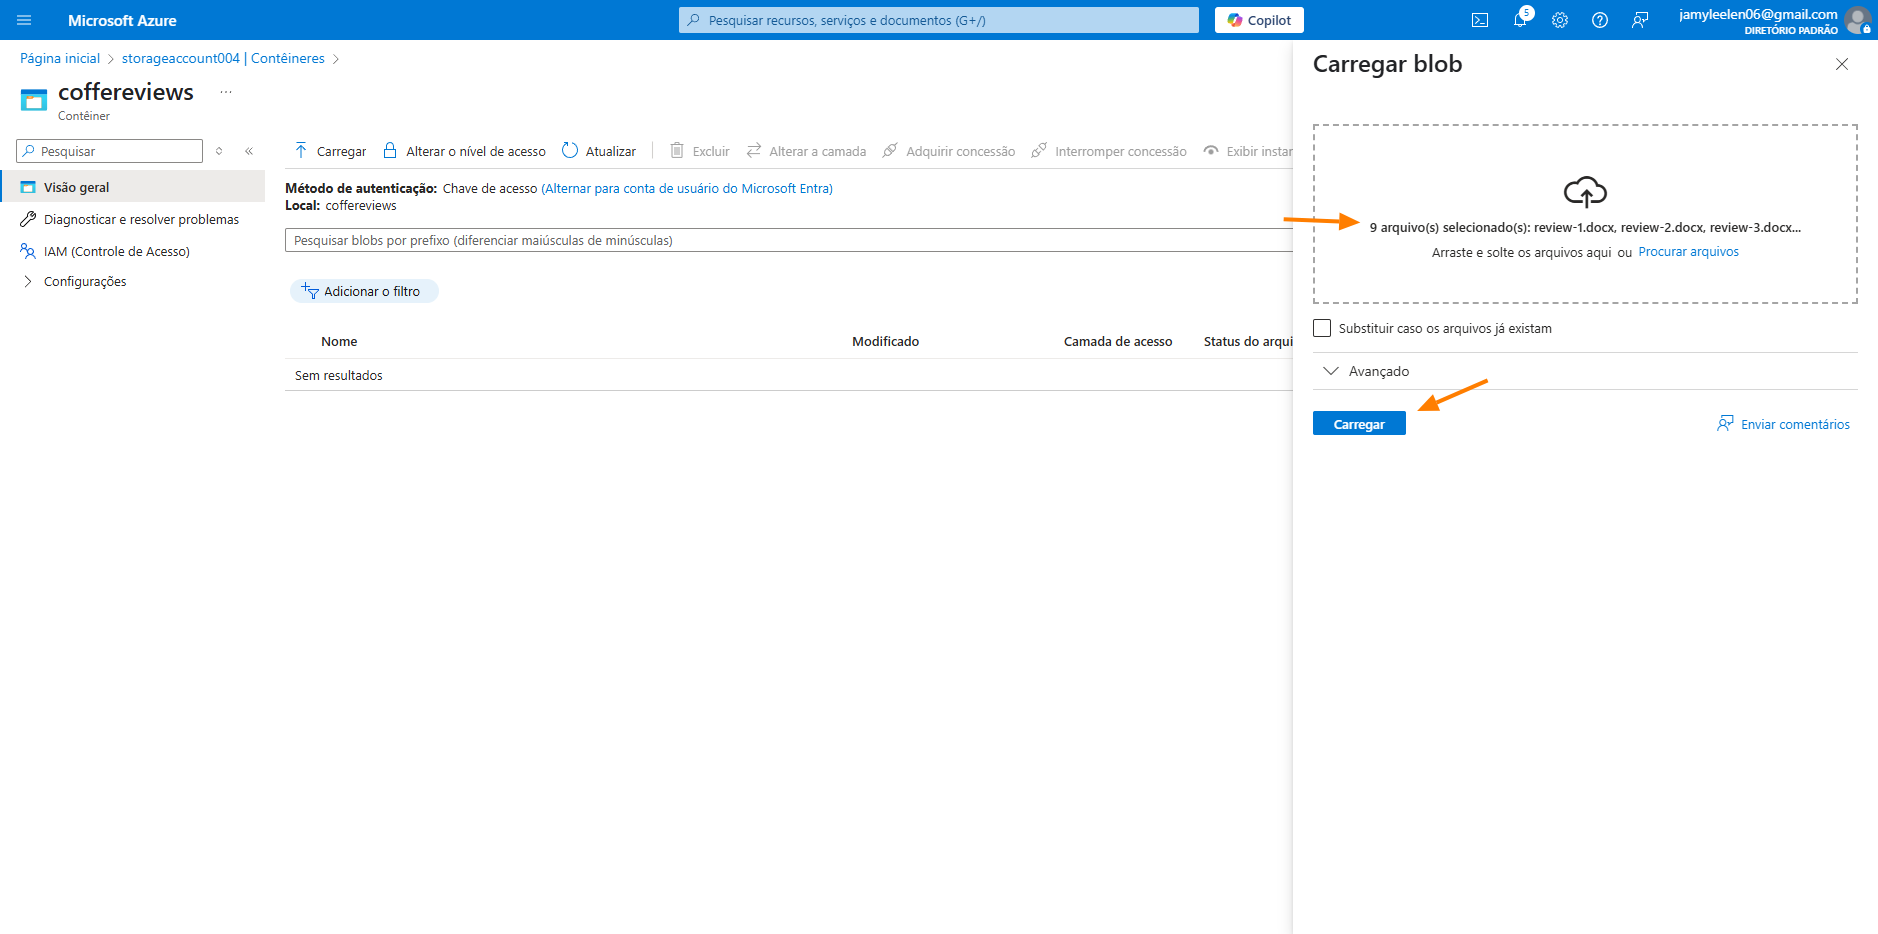 Microsoft Azure
Pesquisar recursos, serviços e documentos (G+/)
Copilot
5
jamyleelen06@gmail.com
DIRETÓRIO PADRÃO
Página inicial > storageaccount004 | Contêineres >
coffereviews ...
Contêiner
Pesquisar
Visão geral
Diagnosticar e resolver problemas
IAM (Controle de Acesso)
Configurações
Carregar Alterar o nível de acesso Atualizar Excluir Alterar a camada Adquirir concessão Interromper concessão Exibir instar
Método de autenticação: Chave de acesso (Alternar para conta de usuário do Microsoft Entra)
Local: coffereviews
Pesquisar blobs por prefixo (diferenciar maiúsculas de minúsculas)
Adicionar o filtro
Nome Modificado Camada de acesso Status do arqui
Sem resultados
Carregar blob
9 arquivo(s) selecionado(s): review-1.docx, review-2.docx, review-3.docx...
Arraste e solte os arquivos aqui ou Procurar arquivos
Substituir caso os arquivos já existam
Avançado
Carregar
Enviar comentários